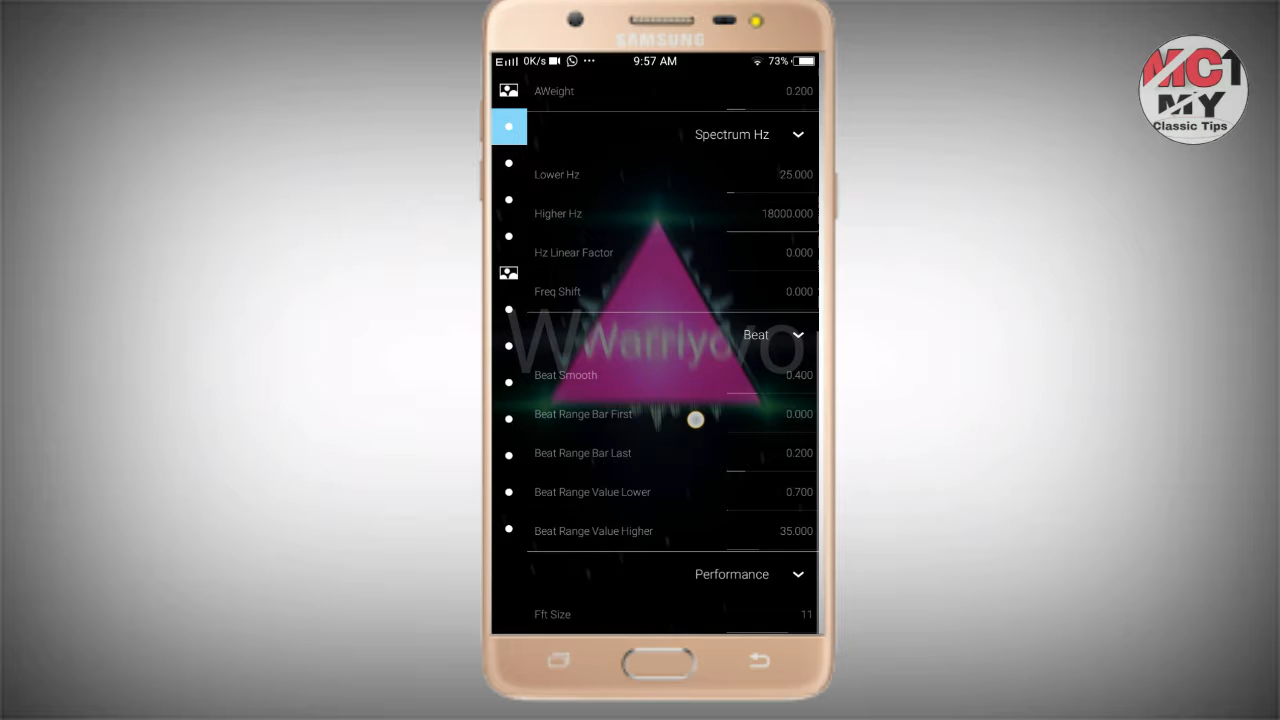 SAMSUNG
0K/s 9:57 AM 73%
AWeight 0.200
Spectrum Hz
Lower Hz 25.000
Higher Hz 18000.000
Hz Linear Factor 0.000
Freq Shift 0.000
Beat
Warriyo
Beat Smooth 0.400
Beat Range Bar First 0.000
Beat Range Bar Last 0.200
Beat Range Value Lower 0.700
Beat Range Value Higher 35.000
Performance
Fft Size 11
MC1
MY
Classic Tips